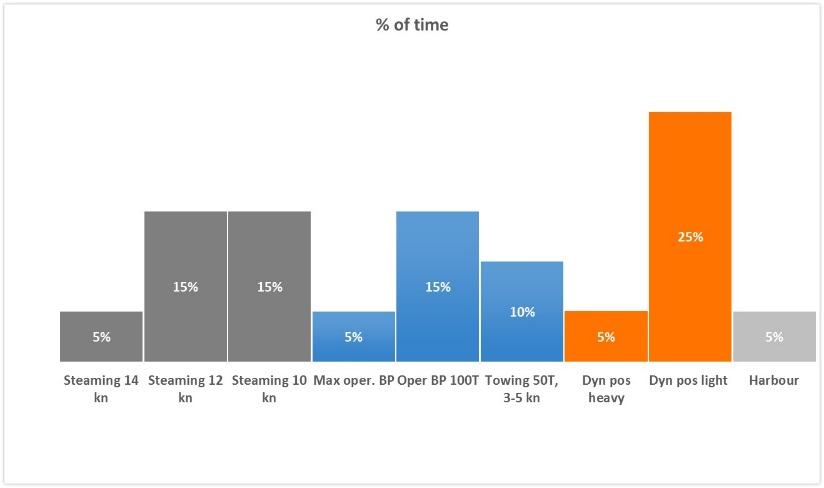 % of time
25%
15%
15%
15%
10%
5%
5%
5%
5%
Steaming 14 kn
Steaming 12 kn
Steaming 10 kn
Max oper. BP
Oper BP 100T
Towing 50T, 3-5 kn
Dyn pos heavy
Dyn pos light
Harbour